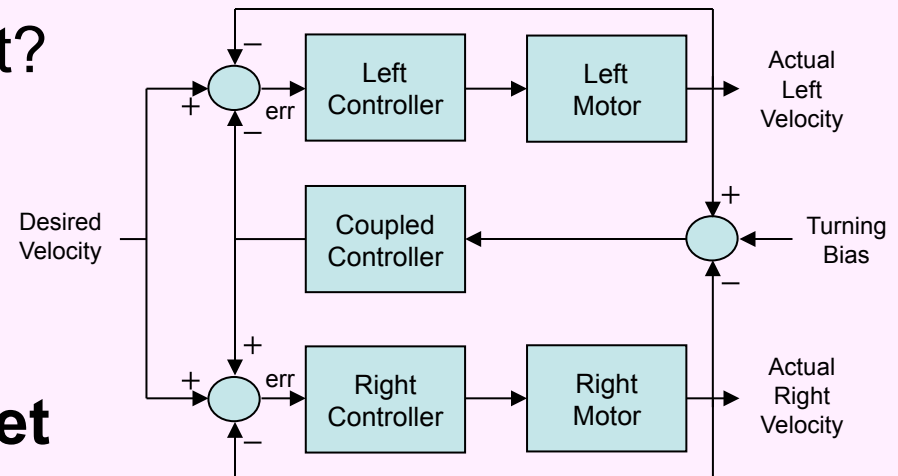 t?
Left
Controller
Left
Motor
Actual
Left
Velocity
−
+
err
−
Desired
Velocity
Coupled
Controller
+
Turning
Bias
−
+
+
err
−
Right
Controller
Right
Motor
Actual
Right
Velocity
et